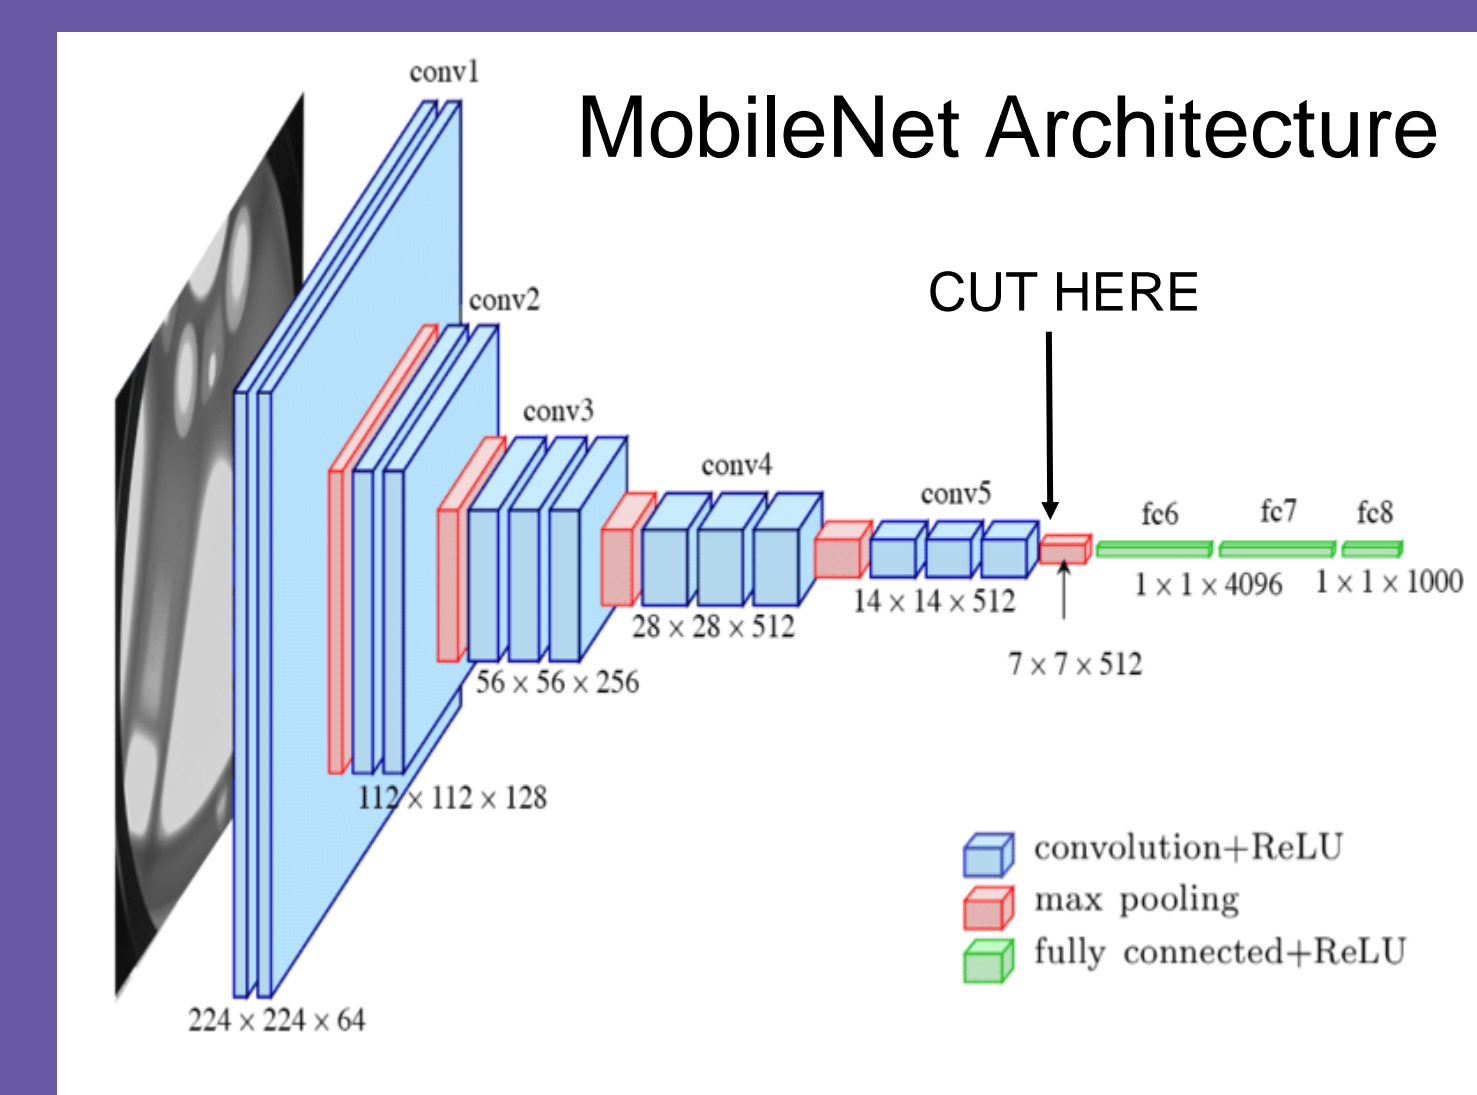 conv1
MobileNet Architecture
CUT HERE
conv2
conv3
conv4
conv5
fc6
fc7
fc8
1 × 1 × 4096
1 × 1 × 1000
14 × 14 × 512
28 × 28 × 512
7 × 7 × 512
56 × 56 × 256
112 × 112 × 128
224 × 224 × 64
convolution+ReLU
max pooling
fully connected+ReLU